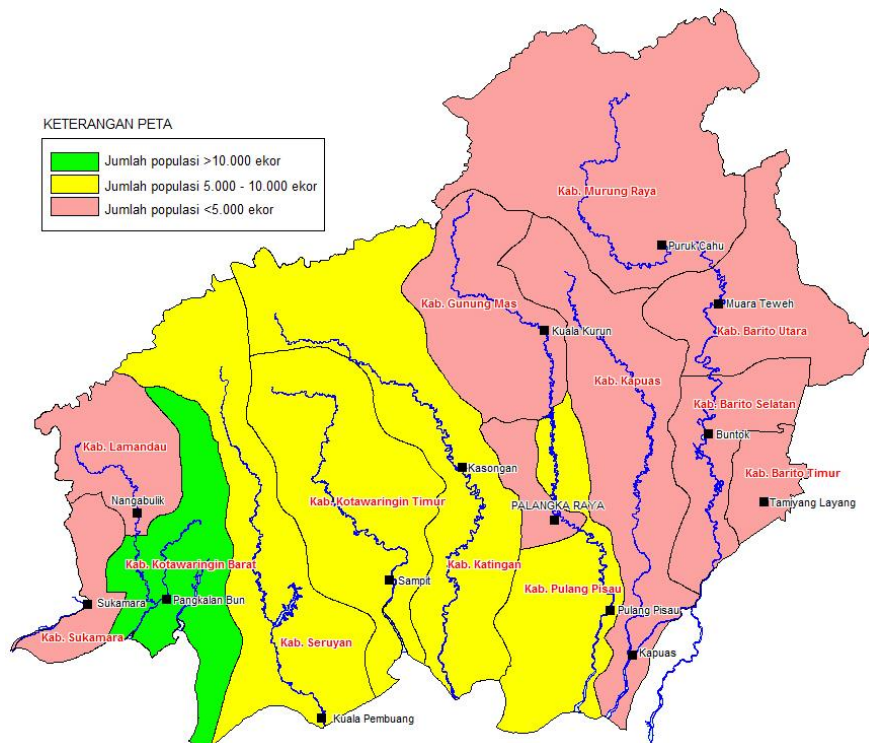 KETERANGAN PETA
Jumlah populasi >10.000 ekor
Jumlah populasi 5.000 - 10.000 ekor
Jumlah populasi <5.000 ekor
Kab. Murung Raya
Puruk Cahu
Kab. Gunung Mas
Muara Teweh
Kuala Kurun
Kab. Barito Utara
Kab. Kapuas
Kab. Barito Selatan
Buntok
Kab. Lamandau
Kasongan
Kab. Barito Timur
Nangabulik
Kab. Kotawaringin Timur
PALANGKA RAYA
Tamiyang Layang
Kab. Kotawaringin Barat
Kab. Katingan
Sampit
Kab. Pulang Pisau
Sukamara
Pangkalan Bun
Pulang Pisau
Kab. Sukamara
Kab. Seruyan
Kapuas
Kuala Pembuang